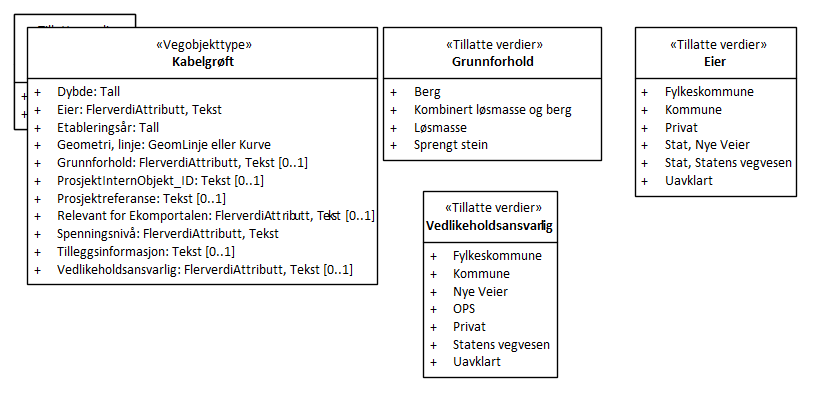 «Vegobjekttype»
Kabelgrøft
+ Dybde: Tall
+ Eier: FlerverdiAttributt, Tekst
+ Etableringsår: Tall
+ Geometri, linje: GeomLinje eller Kurve
+ Grunnforhold: FlerverdiAttributt, Tekst [0..1]
+ ProsjektInternObjekt_ID: Tekst [0..1]
+ Prosjektreferanse: Tekst [0..1]
+ Relevant for Ekomportalen: FlerverdiAttributt, Tekst [0..1]
+ Spenningsnivå: FlerverdiAttributt, Tekst
+ Tilleggsinformasjon: Tekst [0..1]
+ Vedlikeholdsansvarlig: FlerverdiAttributt, Tekst [0..1]
«Tillatte verdier»
Grunnforhold
+ Berg
+ Kombinert løsmasse og berg
+ Løsmasse
+ Sprengt stein
«Tillatte verdier»
Eier
+ Fylkeskommune
+ Kommune
+ Privat
+ Stat, Nye Veier
+ Stat, Statens vegvesen
+ Uavklart
«Tillatte verdier»
Vedlikeholdsansvarlig
+ Fylkeskommune
+ Kommune
+ Nye Veier
+ OPS
+ Privat
+ Statens vegvesen
+ Uavklart